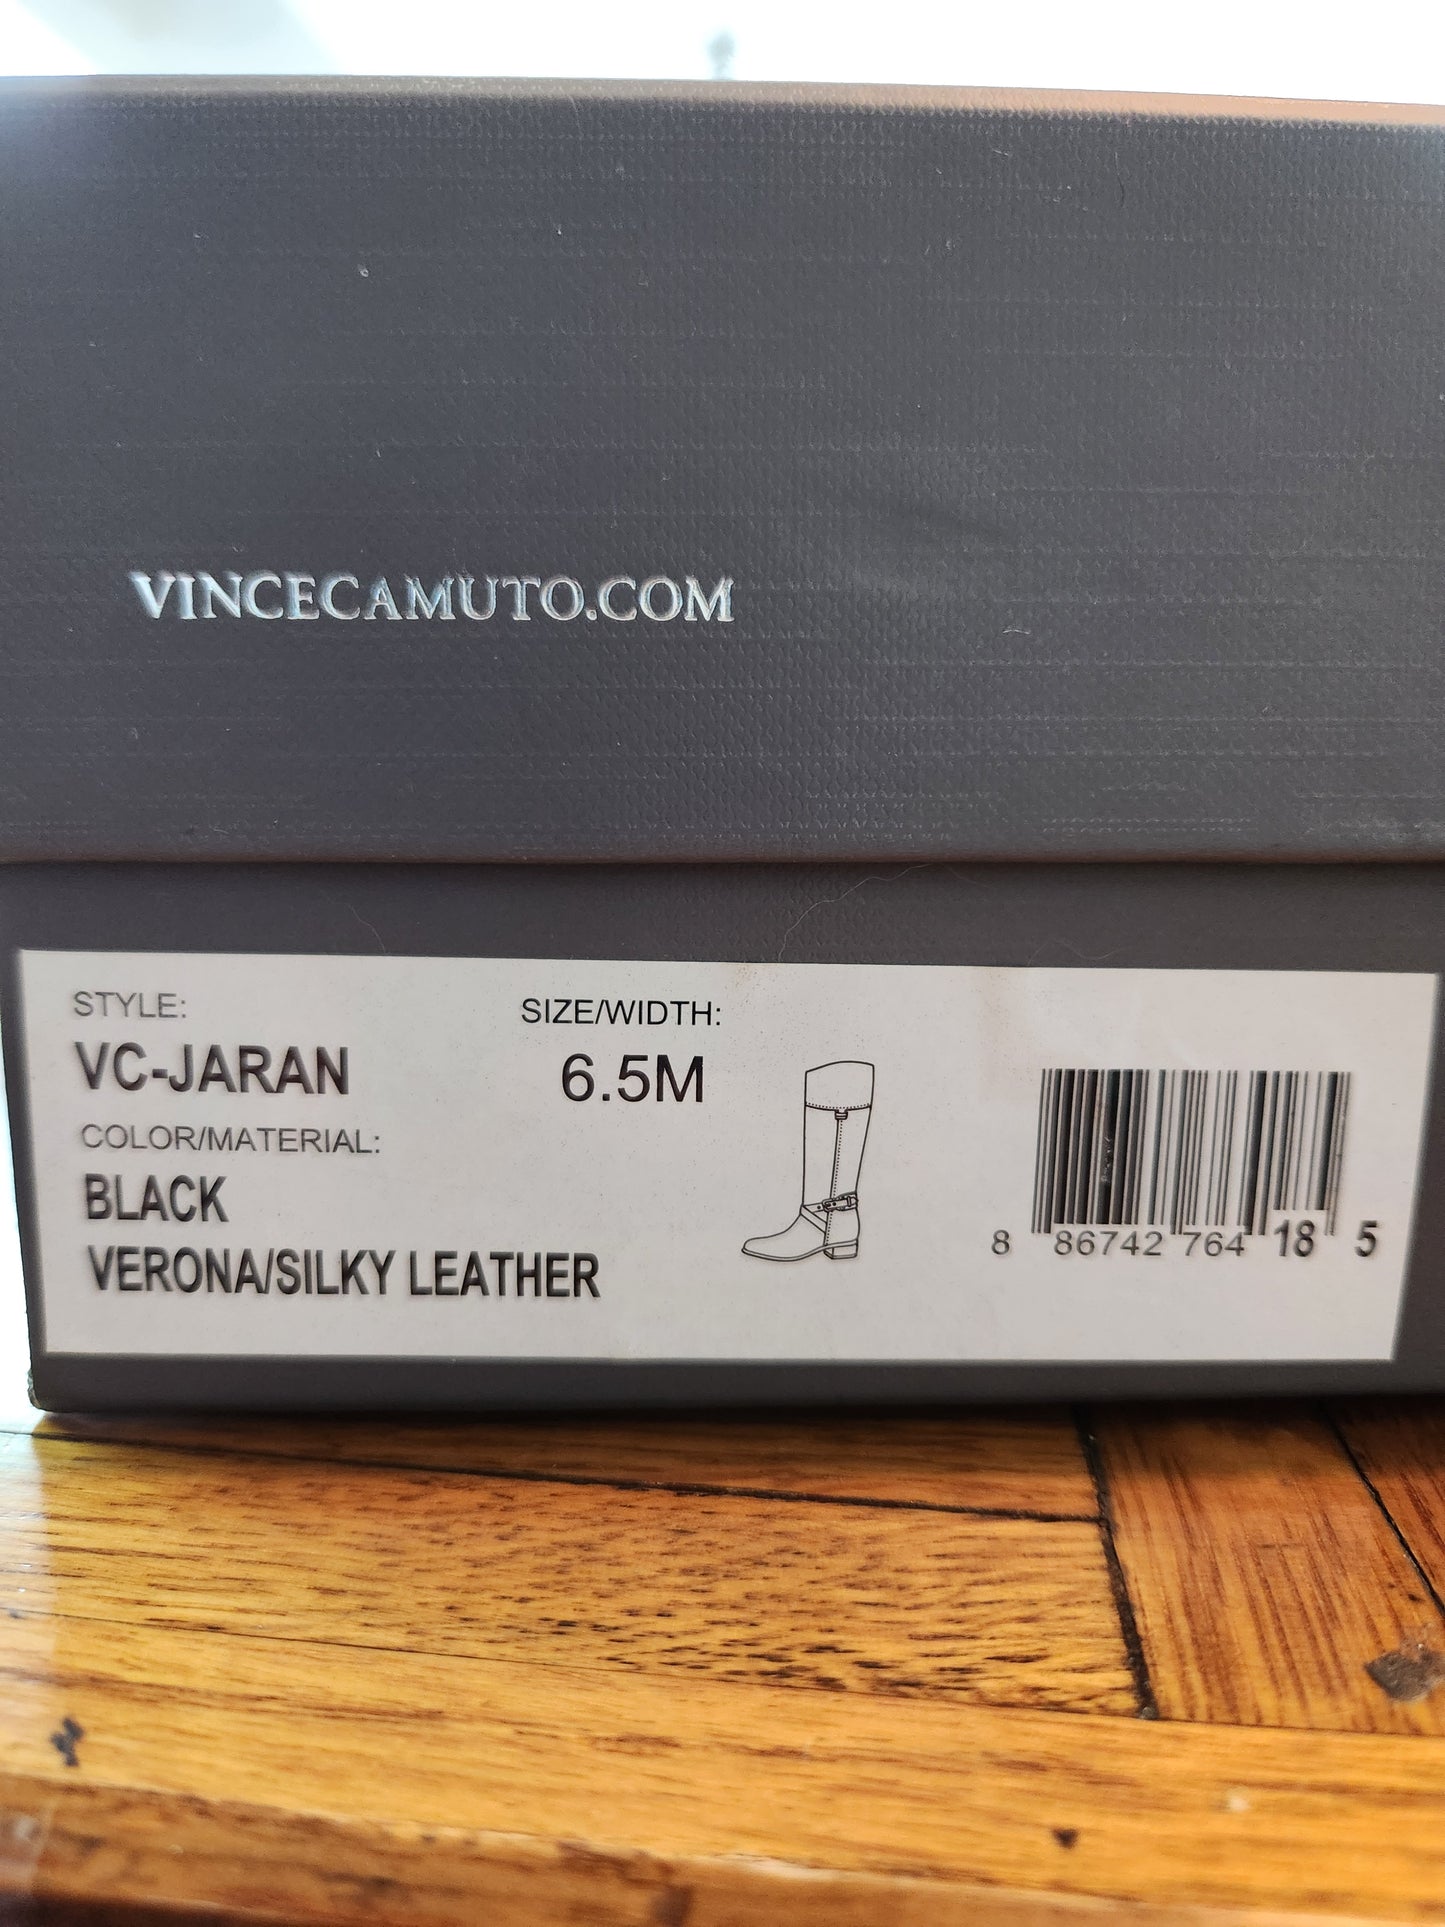 VINCECAMUTO.COM
STYLE:
VC-JARAN
SIZE/WIDTH:
6.5M
COLOR/MATERIAL:
BLACK
VERONA/SILKY LEATHER
8 86742 764 18 5